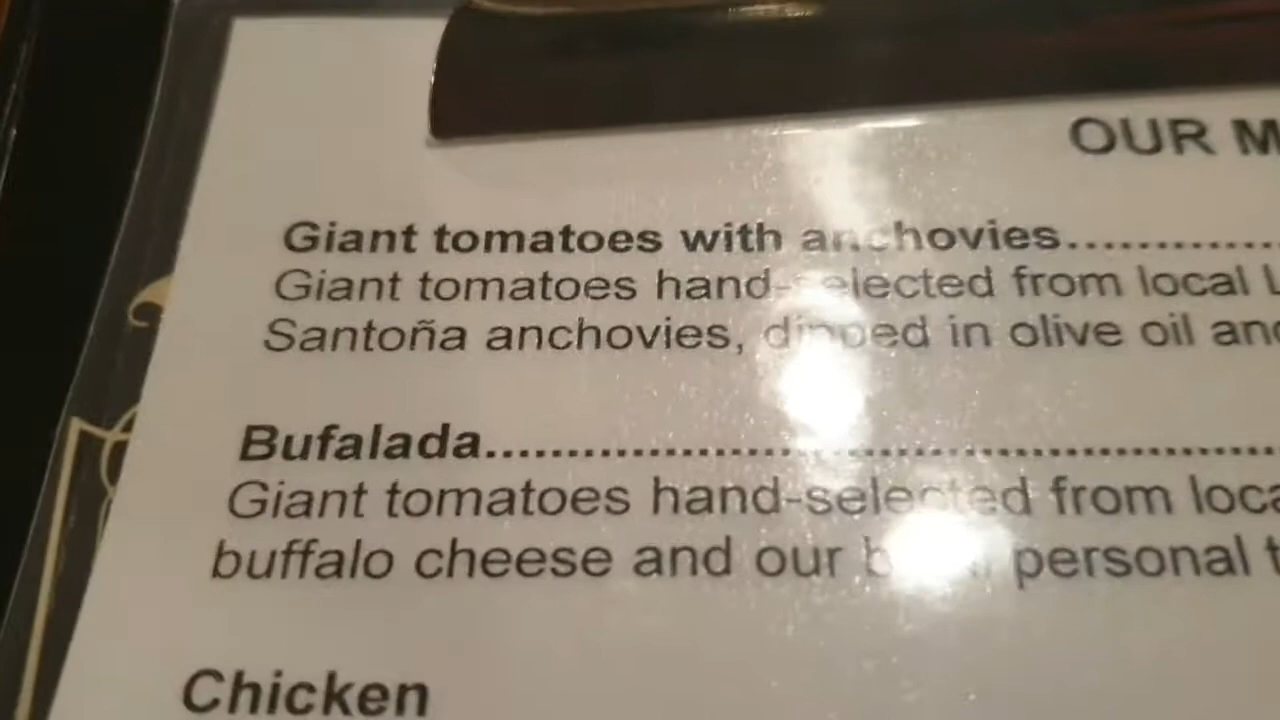 OUR M
Giant tomatoes with anchovies..............
Giant tomatoes hand-selected from local L
Santoña anchovies, dipped in olive oil and
Bufalada................................................
Giant tomatoes hand-selected from loca
buffalo cheese and our personal t
Chicken